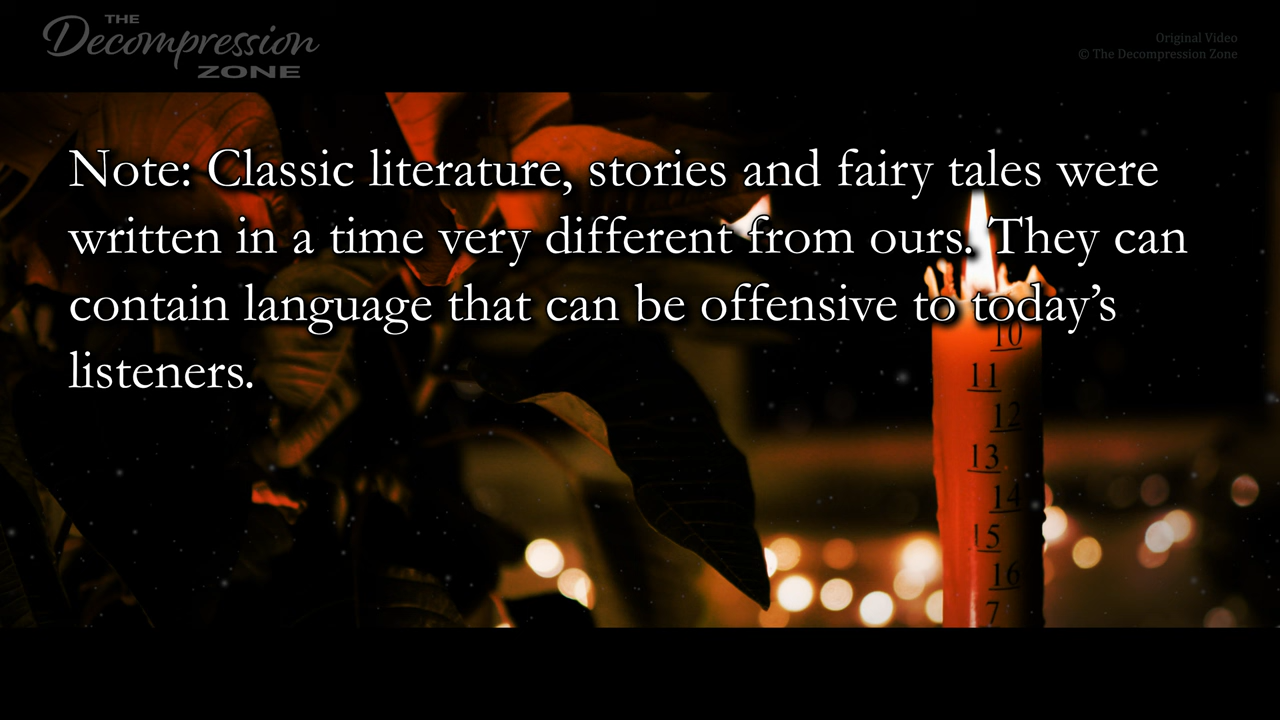 THE
Decompression
ZONE
Original Video
© The Decompression Zone
Note: Classic literature, stories and fairy tales were
written in a time very different from ours. They can
contain language that can be offensive to today’s
listeners.
10
11
12
13
14
15
16
7